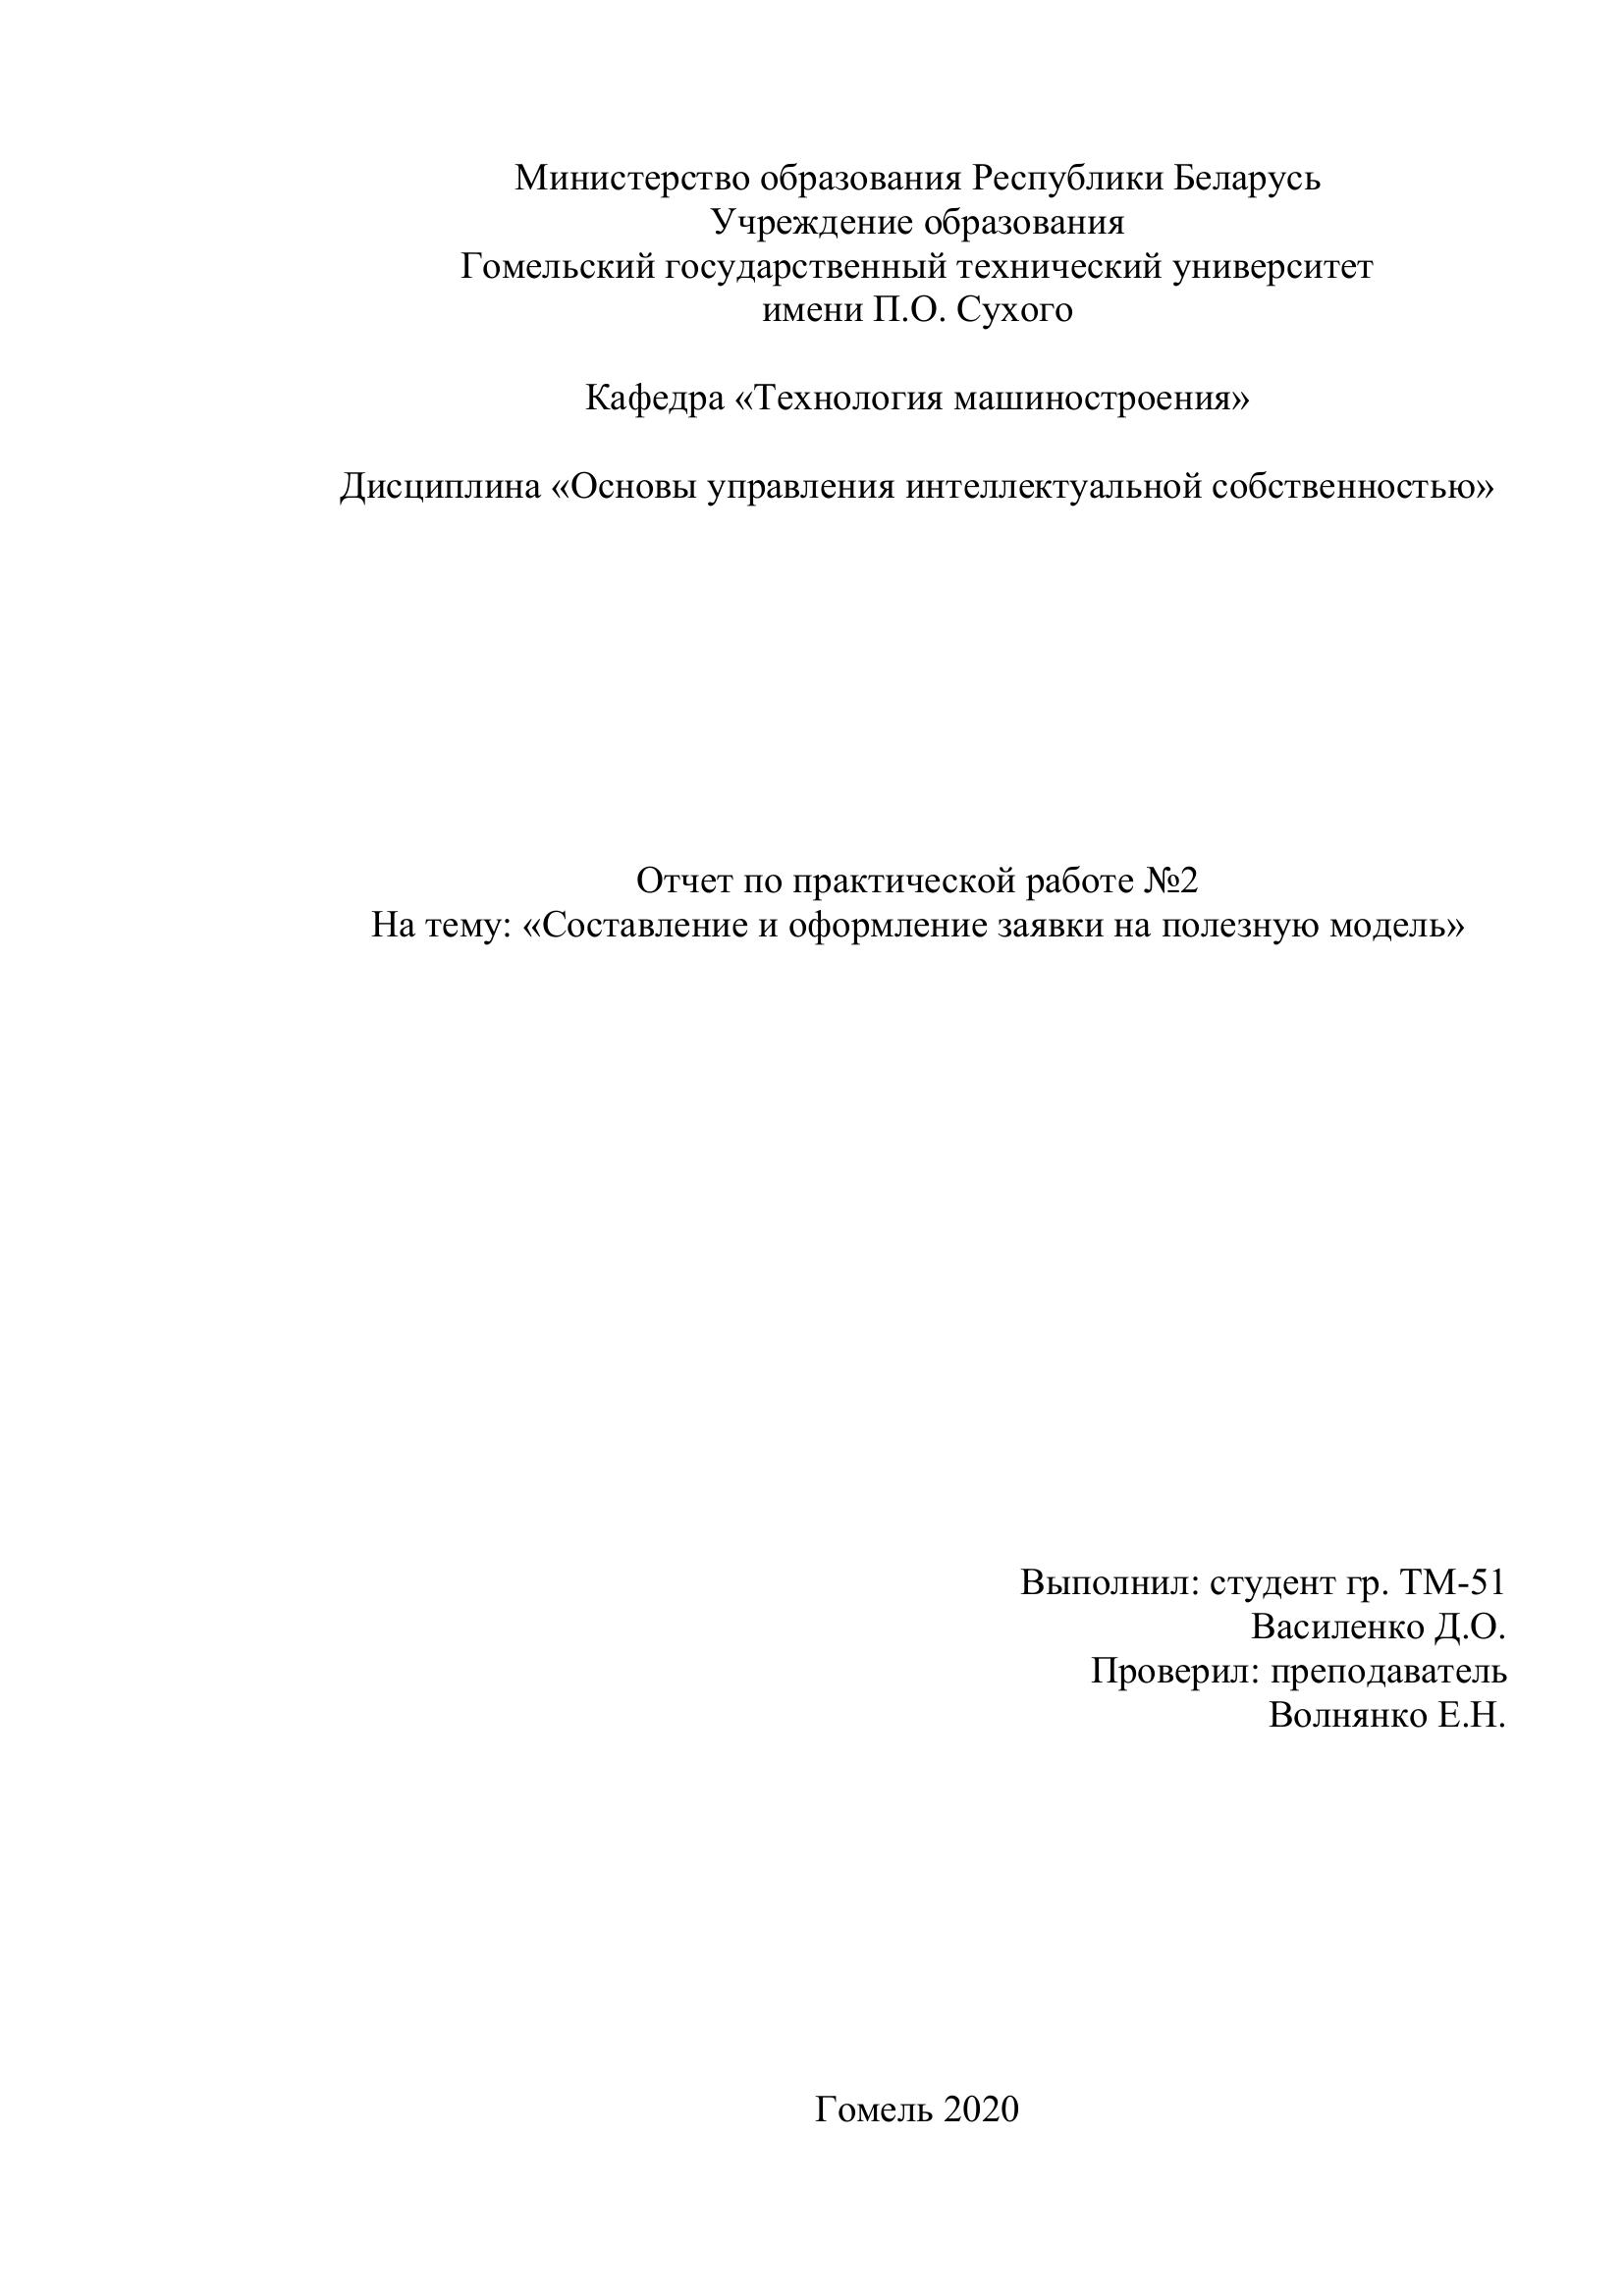 Министерство образования Республики Беларусь
Учреждение образования
Гомельский государственный технический университет
имени П.О. Сухого
Кафедра «Технология машиностроения»
Дисциплина «Основы управления интеллектуальной собственностью»
Отчет по практической работе №2
На тему: «Составление и оформление заявки на полезную модель»
Выполнил: студент гр. ТМ-51
Василенко Д.О.
Проверил: преподаватель
Волнянко Е.Н.
Гомель 2020